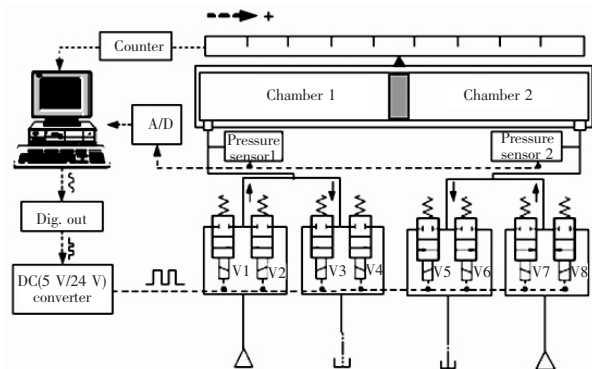 +
Counter
Chamber 1
Chamber 2
A/D
Pressure
sensor1
Pressure
sensor 2
Dig. out
DC(5 V/24 V)
converter
V1
V2
V3
V4
V5
V6
V7
V8